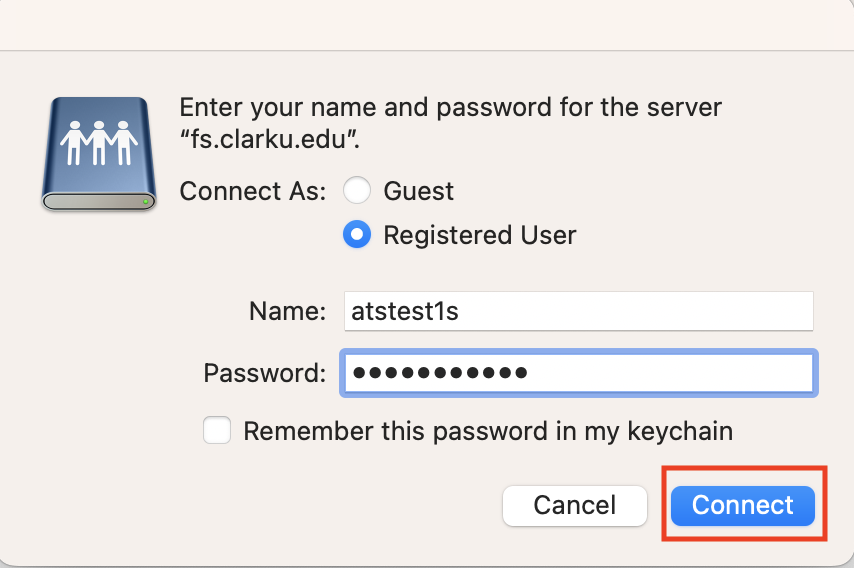 Enter your name and password for the server
“fs.clarku.edu”.
Connect As: Guest
Registered User
Name: atstest1s
Password: •••••••••••
Remember this password in my keychain
Cancel Connect